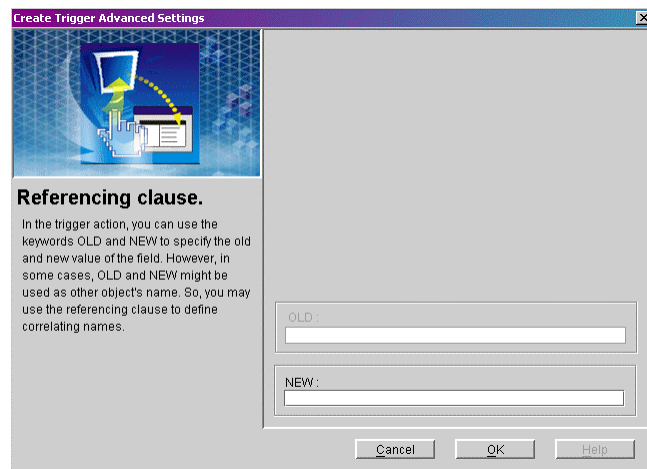 Create Trigger Advanced Settings
Referencing clause.
In the trigger action, you can use the
keywords OLD and NEW to specify the old
and new value of the field. However, in
some cases, OLD and NEW might be
used as other object's name. So, you may
use the referencing clause to define
correlating names.
OLD :
NEW :
Cancel
OK
Help